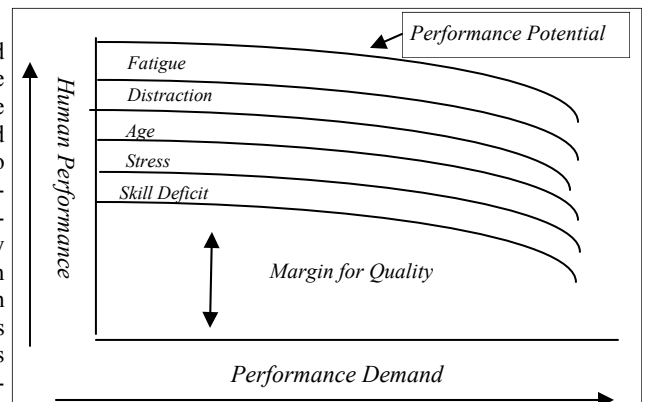 Performance Potential
Fatigue
Distraction
Age
Stress
Skill Deficit
Human Performance
Margin for Quality
Performance Demand